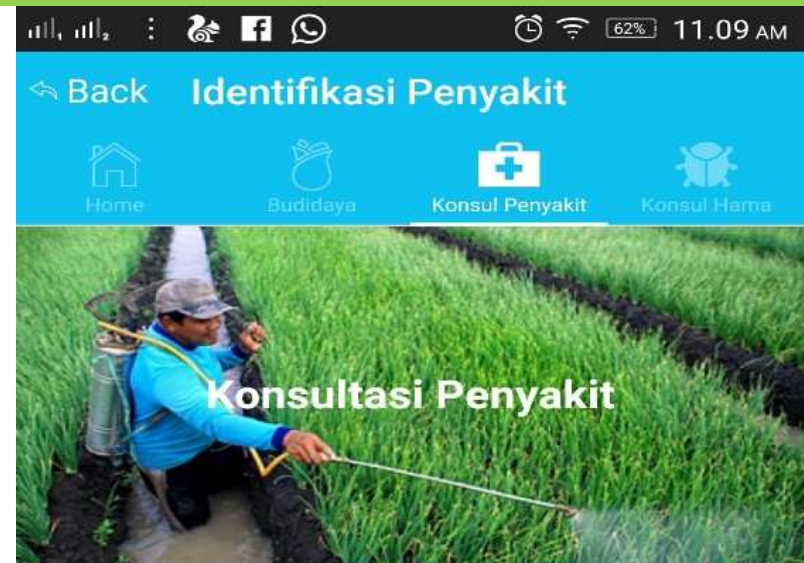 62% 11.09 AM
Back Identifikasi Penyakit
Home Budidaya Konsul Penyakit Konsul Hama
Konsultasi Penyakit